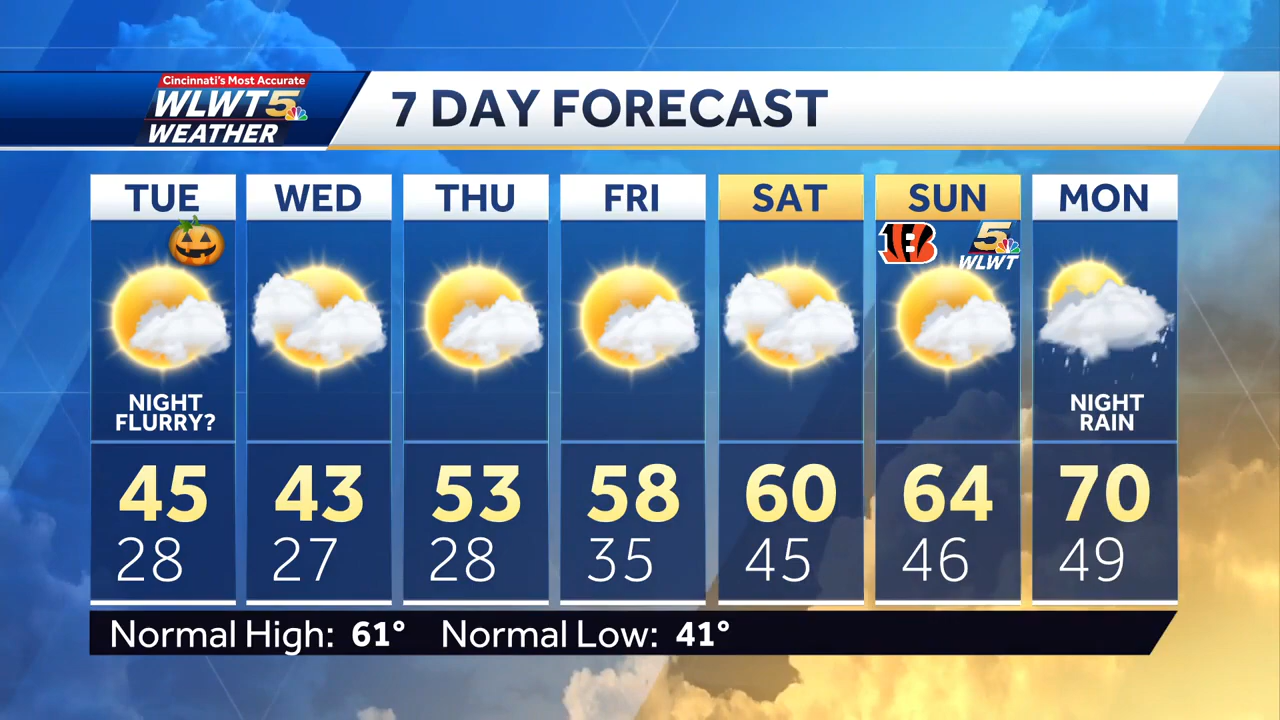 Cincinnati's Most Accurate
WLWT 5
WEATHER
7 DAY FORECAST
TUE WED THU FRI SAT SUN MON
B 5
WLWT
NIGHT FLURRY?
NIGHT RAIN
45 43 53 58 60 64 70
28 27 28 35 45 46 49
Normal High: 61° Normal Low: 41°